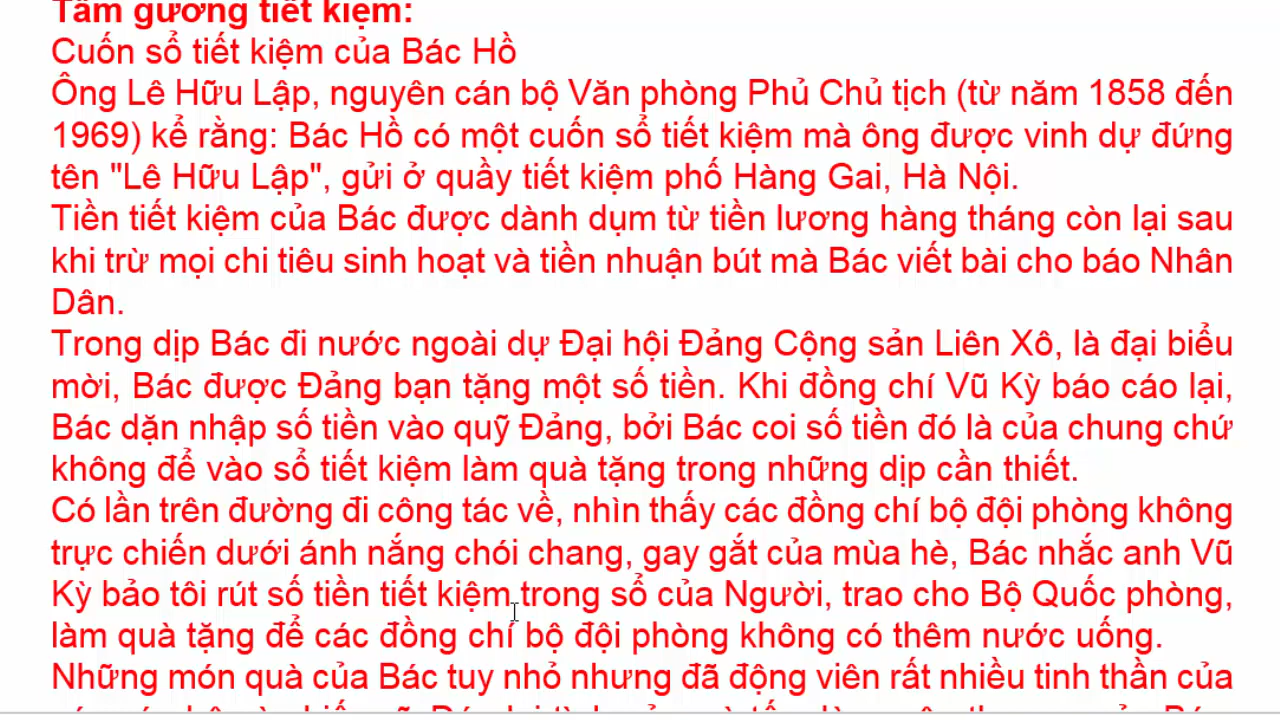 Tấm gương tiết kiệm:
Cuốn sổ tiết kiệm của Bác Hồ
Ông Lê Hữu Lập, nguyên cán bộ Văn phòng Phủ Chủ tịch (từ năm 1858 đến
1969) kể rằng: Bác Hồ có một cuốn sổ tiết kiệm mà ông được vinh dự đứng
tên "Lê Hữu Lập", gửi ở quầy tiết kiệm phố Hàng Gai, Hà Nội.
Tiền tiết kiệm của Bác được dành dụm từ tiền lương hàng tháng còn lại sau
khi trừ mọi chi tiêu sinh hoạt và tiền nhuận bút mà Bác viết bài cho báo Nhân
Dân.
Trong dịp Bác đi nước ngoài dự Đại hội Đảng Cộng sản Liên Xô, là đại biểu
mời, Bác được Đảng bạn tặng một số tiền. Khi đồng chí Vũ Kỳ báo cáo lại,
Bác dặn nhập số tiền vào quỹ Đảng, bởi Bác coi số tiền đó là của chung chứ
không để vào sổ tiết kiệm làm quà tặng trong những dịp cần thiết.
Có lần trên đường đi công tác về, nhìn thấy các đồng chí bộ đội phòng không
trực chiến dưới ánh nắng chói chang, gay gắt của mùa hè, Bác nhắc anh Vũ
Kỳ bảo tôi rút số tiền tiết kiệm trong sổ của Người, trao cho Bộ Quốc phòng,
làm quà tặng để các đồng chí bộ đội phòng không có thêm nước uống.
Những món quà của Bác tuy nhỏ nhưng đã động viên rất nhiều tinh thần của